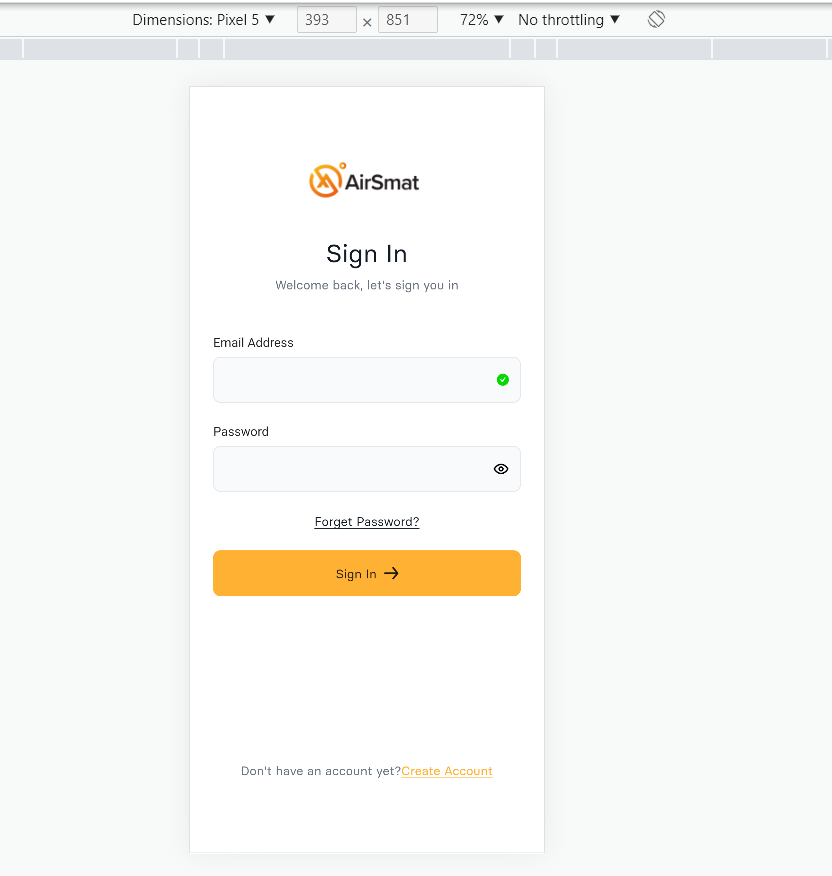 Dimensions: Pixel 5 ▼ 393 × 851 72% ▼ No throttling ▼
AirSmat
Sign In
Welcome back, let's sign you in
Email Address
Password
Forget Password?
Sign In →
Don't have an account yet?Create Account